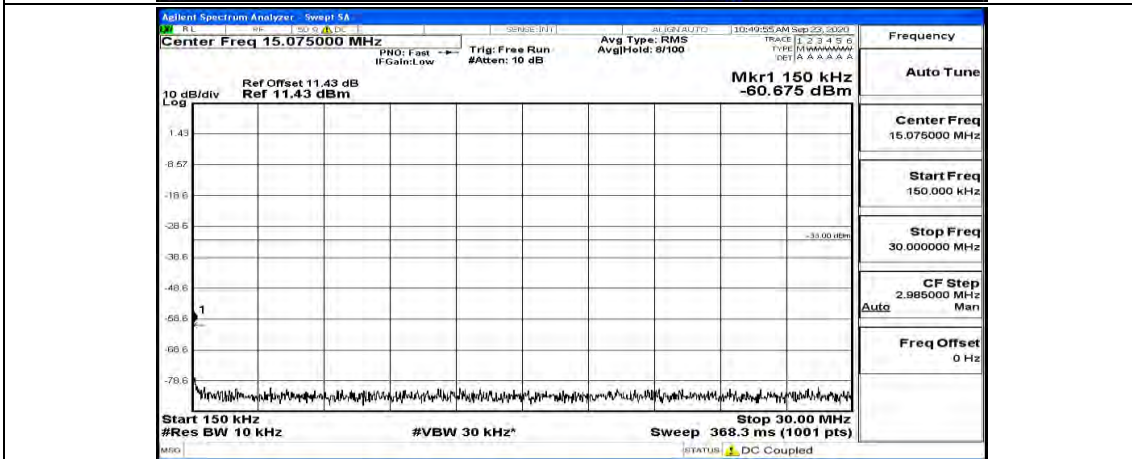 Agilent Spectrum Analyzer - Swept SA
RL RF 50 Ω DC SENSE:INT ALIGN AUTO 10:49:55 AM Sep 23, 2020
Center Freq 15.075000 MHz
PNO: Fast
IFGain:Low
Trig: Free Run
#Atten: 10 dB
Avg Type: RMS
Avg|Hold: 8/100
TRACE 1 2 3 4 5 6
TYPE M W W W W W
DET A A A A A A
Ref Offset 11.43 dB
Ref 11.43 dBm
10 dB/div
Log
Mkr1 150 kHz
-60.675 dBm
1.43
-8.57
-18.6
-28.6
-38.6
-48.6
-58.6
-68.6
-78.6
-33.00 dBm
1
Start 150 kHz
Stop 30.00 MHz
#Res BW 10 kHz
#VBW 30 kHz*
Sweep 368.3 ms (1001 pts)
MSG
STATUS
DC Coupled
Frequency
Auto Tune
Center Freq
15.075000 MHz
Start Freq
150.000 kHz
Stop Freq
30.000000 MHz
CF Step
2.985000 MHz
Auto Man
Freq Offset
0 Hz